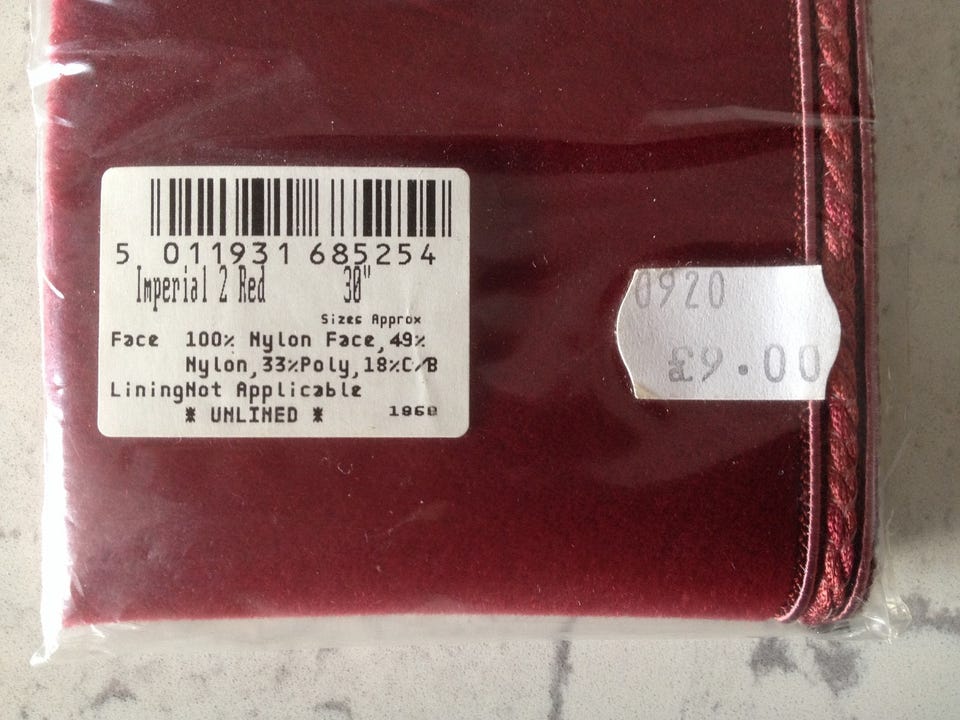 5 011931 685254
Imperial 2 Red 30"
Sizes Approx
Face 100% Nylon Face,49%
Nylon,33%Poly,18%C/B
LiningNot Applicable
* UNLINED *
0920
£9.00